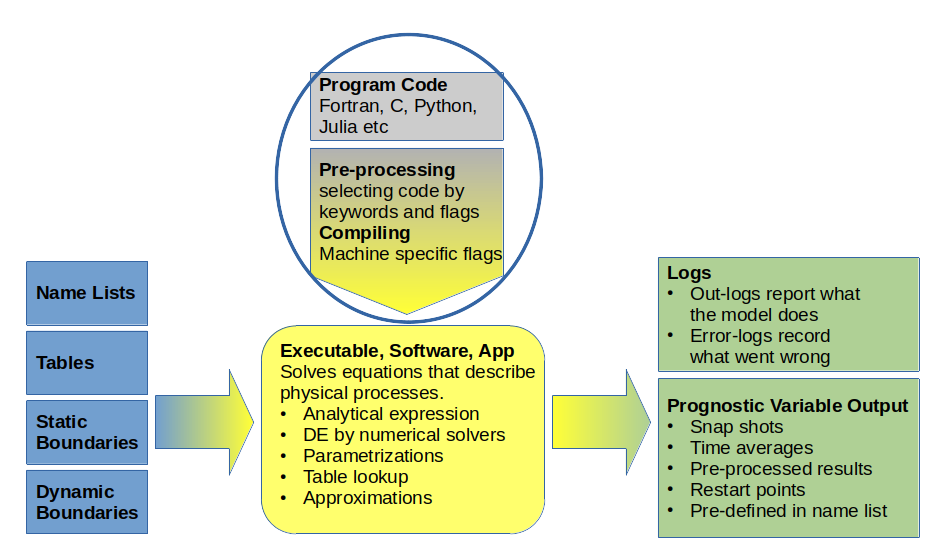 Program Code
Fortran, C, Python,
Julia etc
Pre-processing
selecting code by
keywords and flags
Compiling
Machine specific flags
Name Lists
Tables
Static
Boundaries
Dynamic
Boundaries
Executable, Software, App
Solves equations that describe
physical processes.
• Analytical expression
• DE by numerical solvers
• Parametrizations
• Table lookup
• Approximations
Logs
• Out-logs report what
the model does
• Error-logs record
what went wrong
Prognostic Variable Output
• Snap shots
• Time averages
• Pre-processed results
• Restart points
• Pre-defined in name list